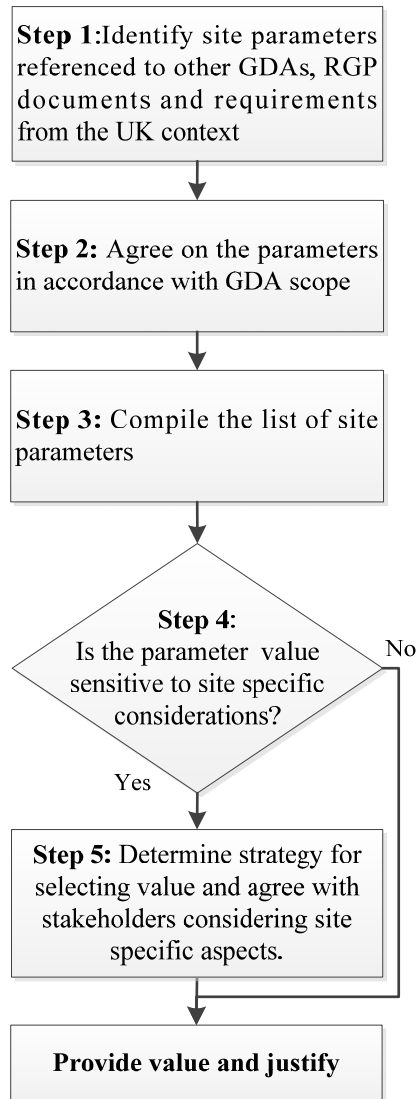 Step 1:Identify site parameters
referenced to other GDAs, RGP
documents and requirements
from the UK context
Step 2: Agree on the parameters
in accordance with GDA scope
Step 3: Compile the list of site
parameters
Step 4:
Is the parameter value
sensitive to site specific
considerations?
No
Yes
Step 5: Determine strategy for
selecting value and agree with
stakeholders considering site
specific aspects.
Provide value and justify